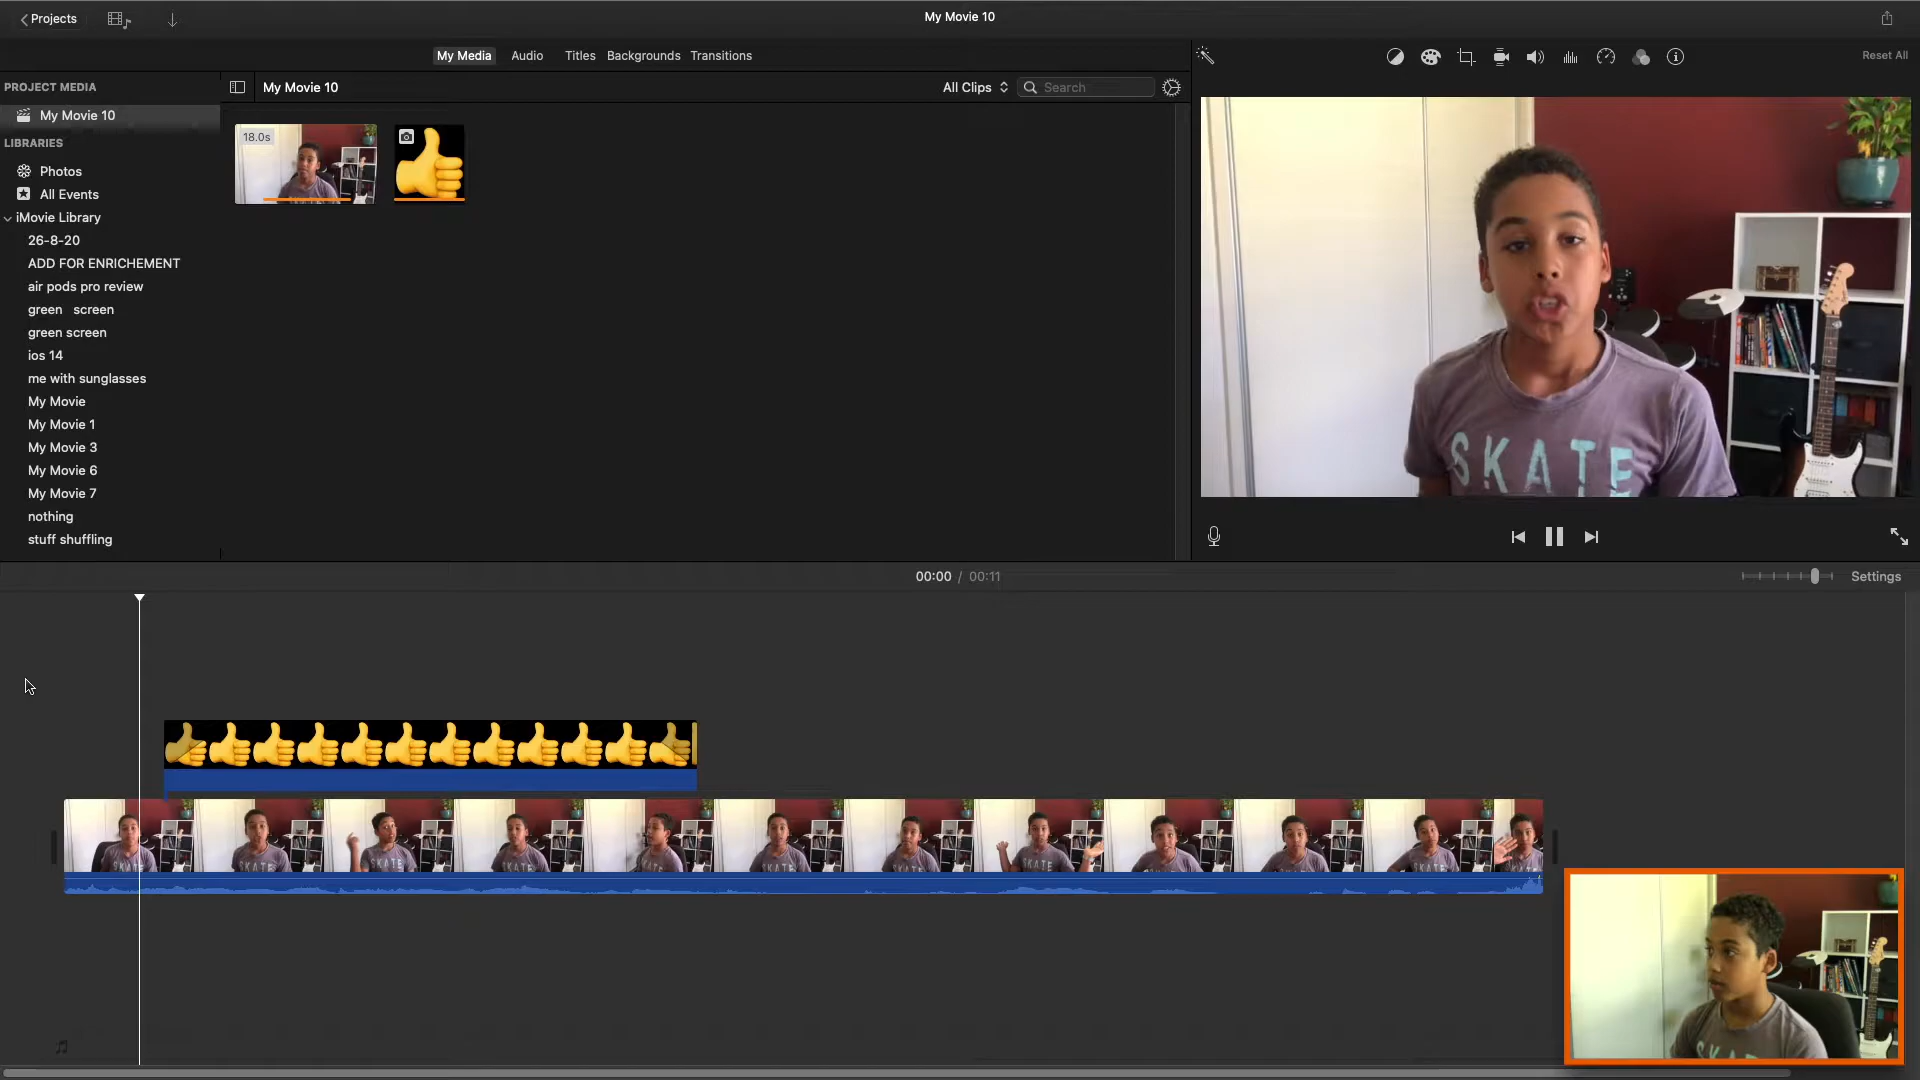 Projects
My Movie 10
My Media
Audio
Titles
Backgrounds
Transitions
Reset All
PROJECT MEDIA
My Movie 10
My Movie 10
All Clips
Search
LIBRARIES
Photos
All Events
iMovie Library
26-8-20
ADD FOR ENRICHEMENT
air pods pro review
green screen
green screen
ios 14
me with sunglasses
My Movie
My Movie 1
My Movie 3
My Movie 6
My Movie 7
nothing
stuff shuffling
18.0s
SKATE
00:00 / 00:11
Settings